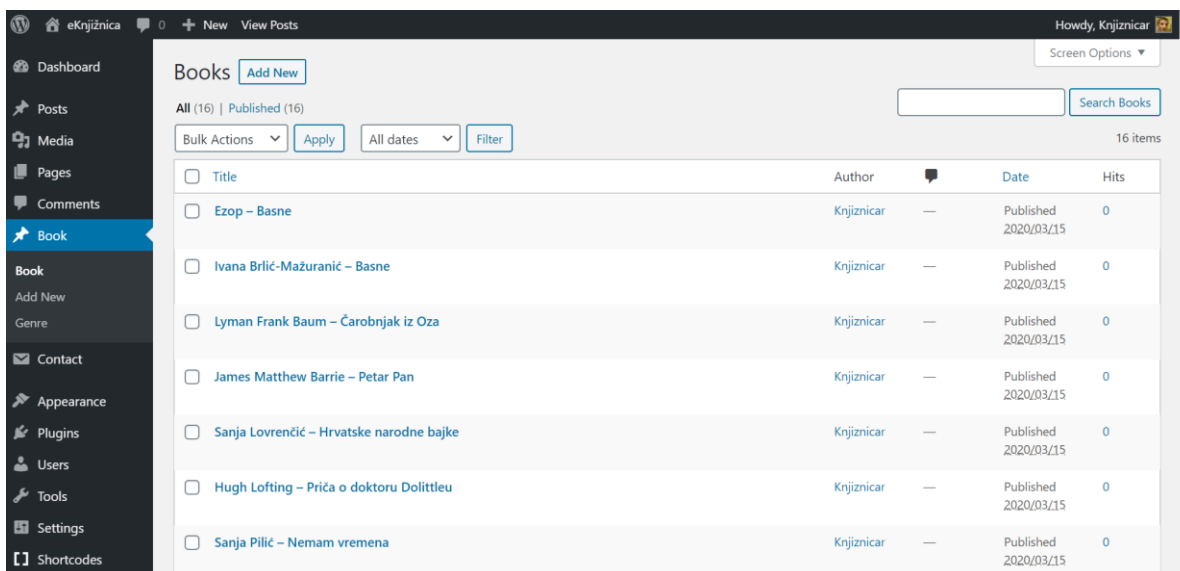 eKnjižnica 0 New View Posts Howdy, Knjiznicar
Dashboard
Posts
Media
Pages
Comments
Book
Book
Add New
Genre
Contact
Appearance
Plugins
Users
Tools
Settings
Shortcodes
Screen Options ▼
Books Add New
All (16) | Published (16)
Search Books
Bulk Actions Apply All dates Filter
16 items
Title Author Date Hits
Ezop – Basne Knjiznicar — Published 0
2020/03/15
Ivana Brlić-Mažuranić – Basne Knjiznicar — Published 0
2020/03/15
Lyman Frank Baum – Čarobnjak iz Oza Knjiznicar — Published 0
2020/03/15
James Matthew Barrie – Petar Pan Knjiznicar — Published 0
2020/03/15
Sanja Lovrenčić – Hrvatske narodne bajke Knjiznicar — Published 0
2020/03/15
Hugh Lofting – Priča o doktoru Dolittleu Knjiznicar — Published 0
2020/03/15
Sanja Pilić – Nemam vremena Knjiznicar — Published 0
2020/03/15